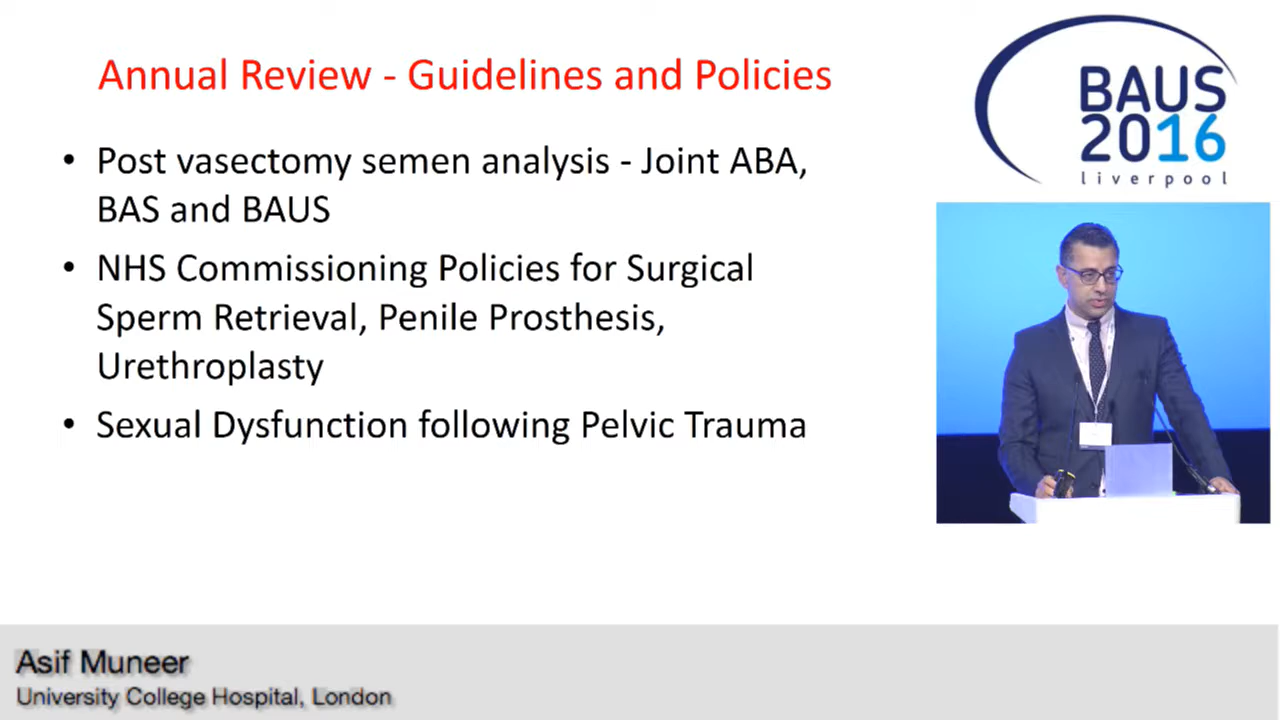 Annual Review - Guidelines and Policies
• Post vasectomy semen analysis - Joint ABA,
BAS and BAUS
• NHS Commissioning Policies for Surgical
Sperm Retrieval, Penile Prosthesis,
Urethroplasty
• Sexual Dysfunction following Pelvic Trauma
BAUS
2016
liverpool
Asif Muneer
University College Hospital, London